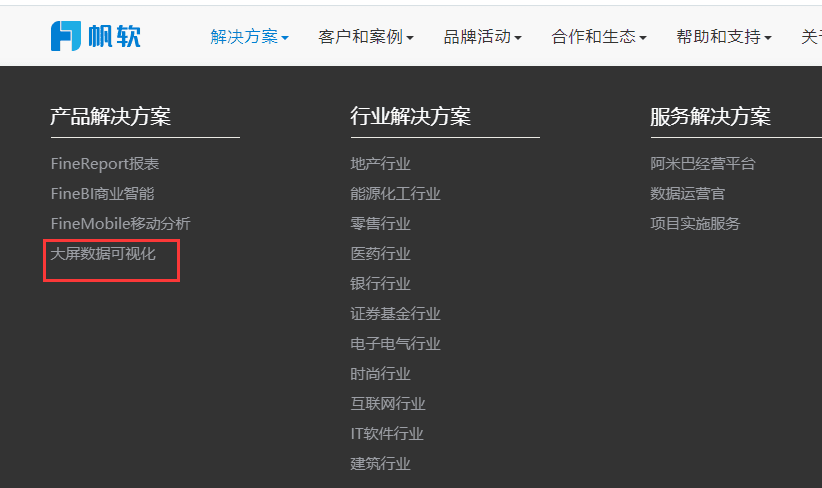 帆软 解决方案 客户和案例 品牌活动 合作和生态 帮助和支持 关
产品解决方案
FineReport报表
FineBI商业智能
FineMobile移动分析
大屏数据可视化
行业解决方案
地产行业
能源化工行业
零售行业
医药行业
银行行业
证券基金行业
电子电气行业
时尚行业
互联网行业
IT软件行业
建筑行业
服务解决方案
阿米巴经营平台
数据运营官
项目实施服务